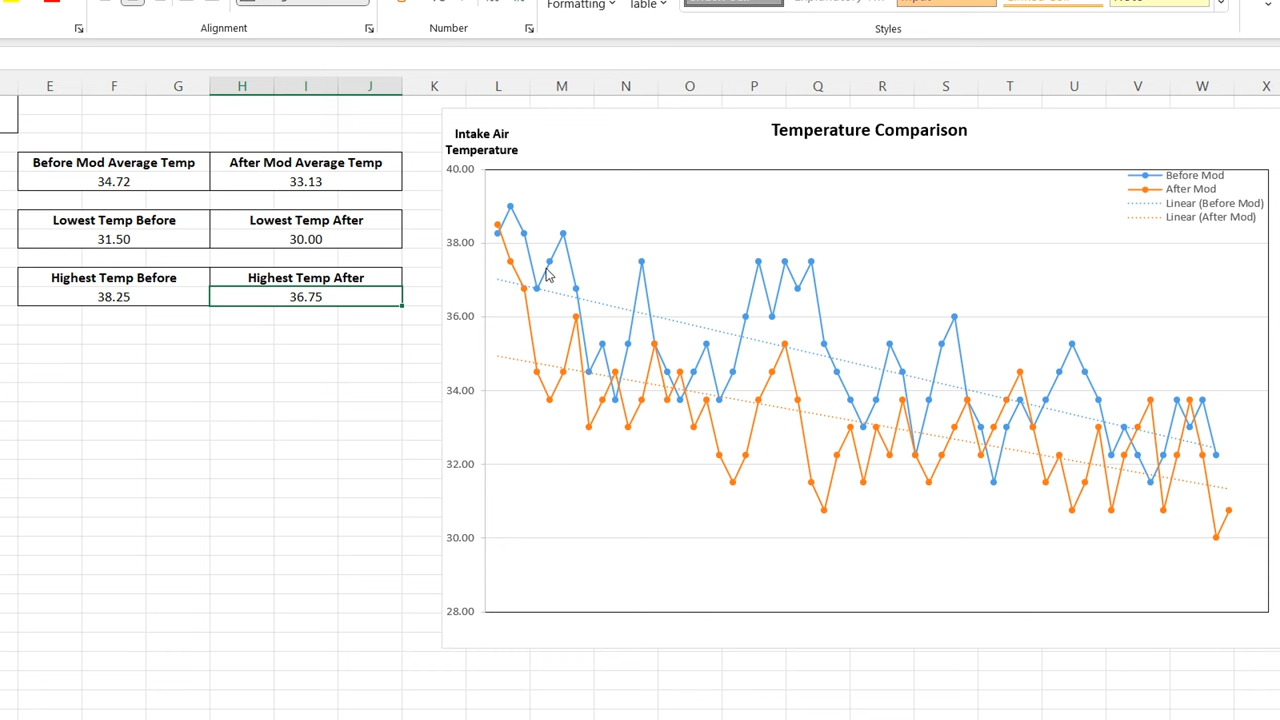 Formatting
Table
Input
Note
Alignment
Number
Styles
E F G H I J K L M N O P Q R S T U V W X
Before Mod Average Temp After Mod Average Temp
34.72 33.13
Lowest Temp Before Lowest Temp After
31.50 30.00
Highest Temp Before Highest Temp After
38.25 36.75
Temperature Comparison
Intake Air
Temperature
40.00
38.00
36.00
34.00
32.00
30.00
28.00
Before Mod
After Mod
Linear (Before Mod)
Linear (After Mod)